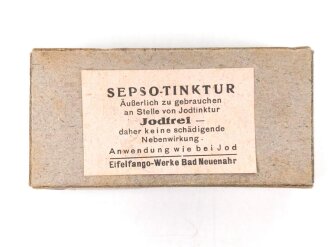 SEPSO-TINKTUR
Äußerlich zu gebrauchen
an Stelle von Jodtinktur
Jodfrei —
daher keine schädigende
Nebenwirkung.
Anwendung wie bei Jod
Eifelfango-Werke Bad Neuenahr